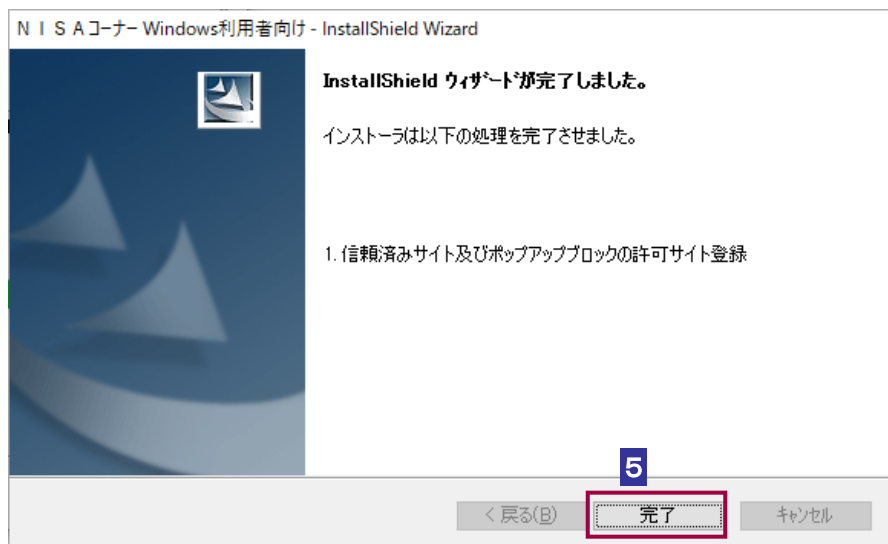 ＮＩＳＡコーナー Windows利用者向け - InstallShield Wizard
InstallShield ウィザードが完了しました。
インストーラは以下の処理を完了させました。
1. 信頼済みサイト及びポップアップブロックの許可サイト登録
5
< 戻る(B)
完了
キャンセル